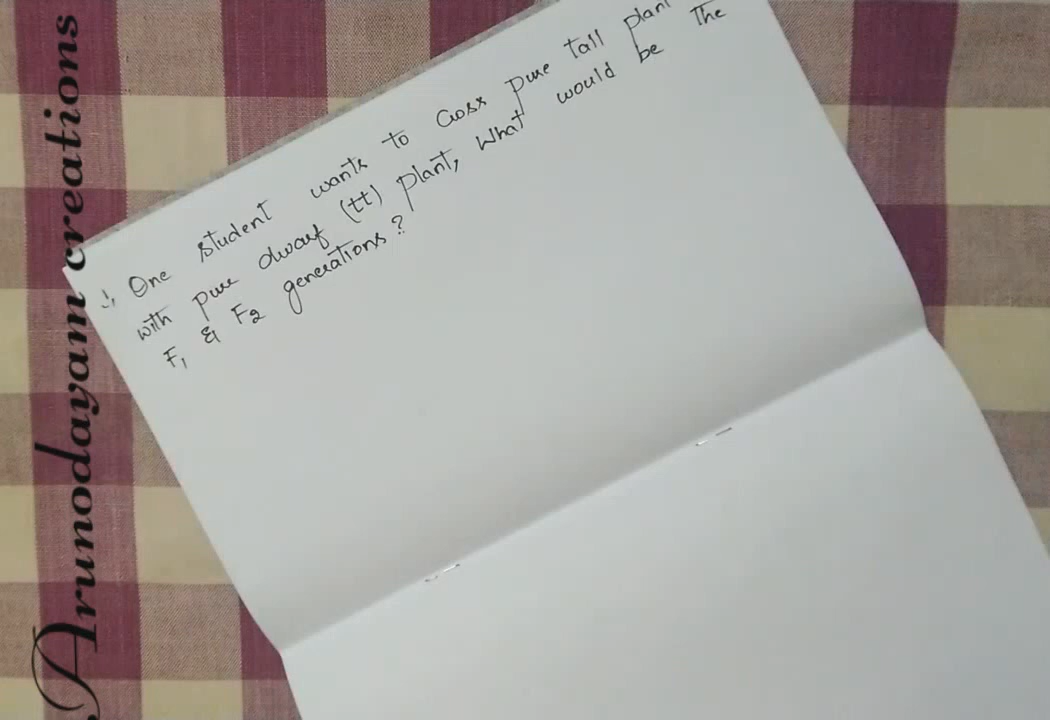 Arunodayam creations
1, One student wants to Cross pure tall plant
with pure dwarf (tt) plant, What would be the
F1 & F2 generations?